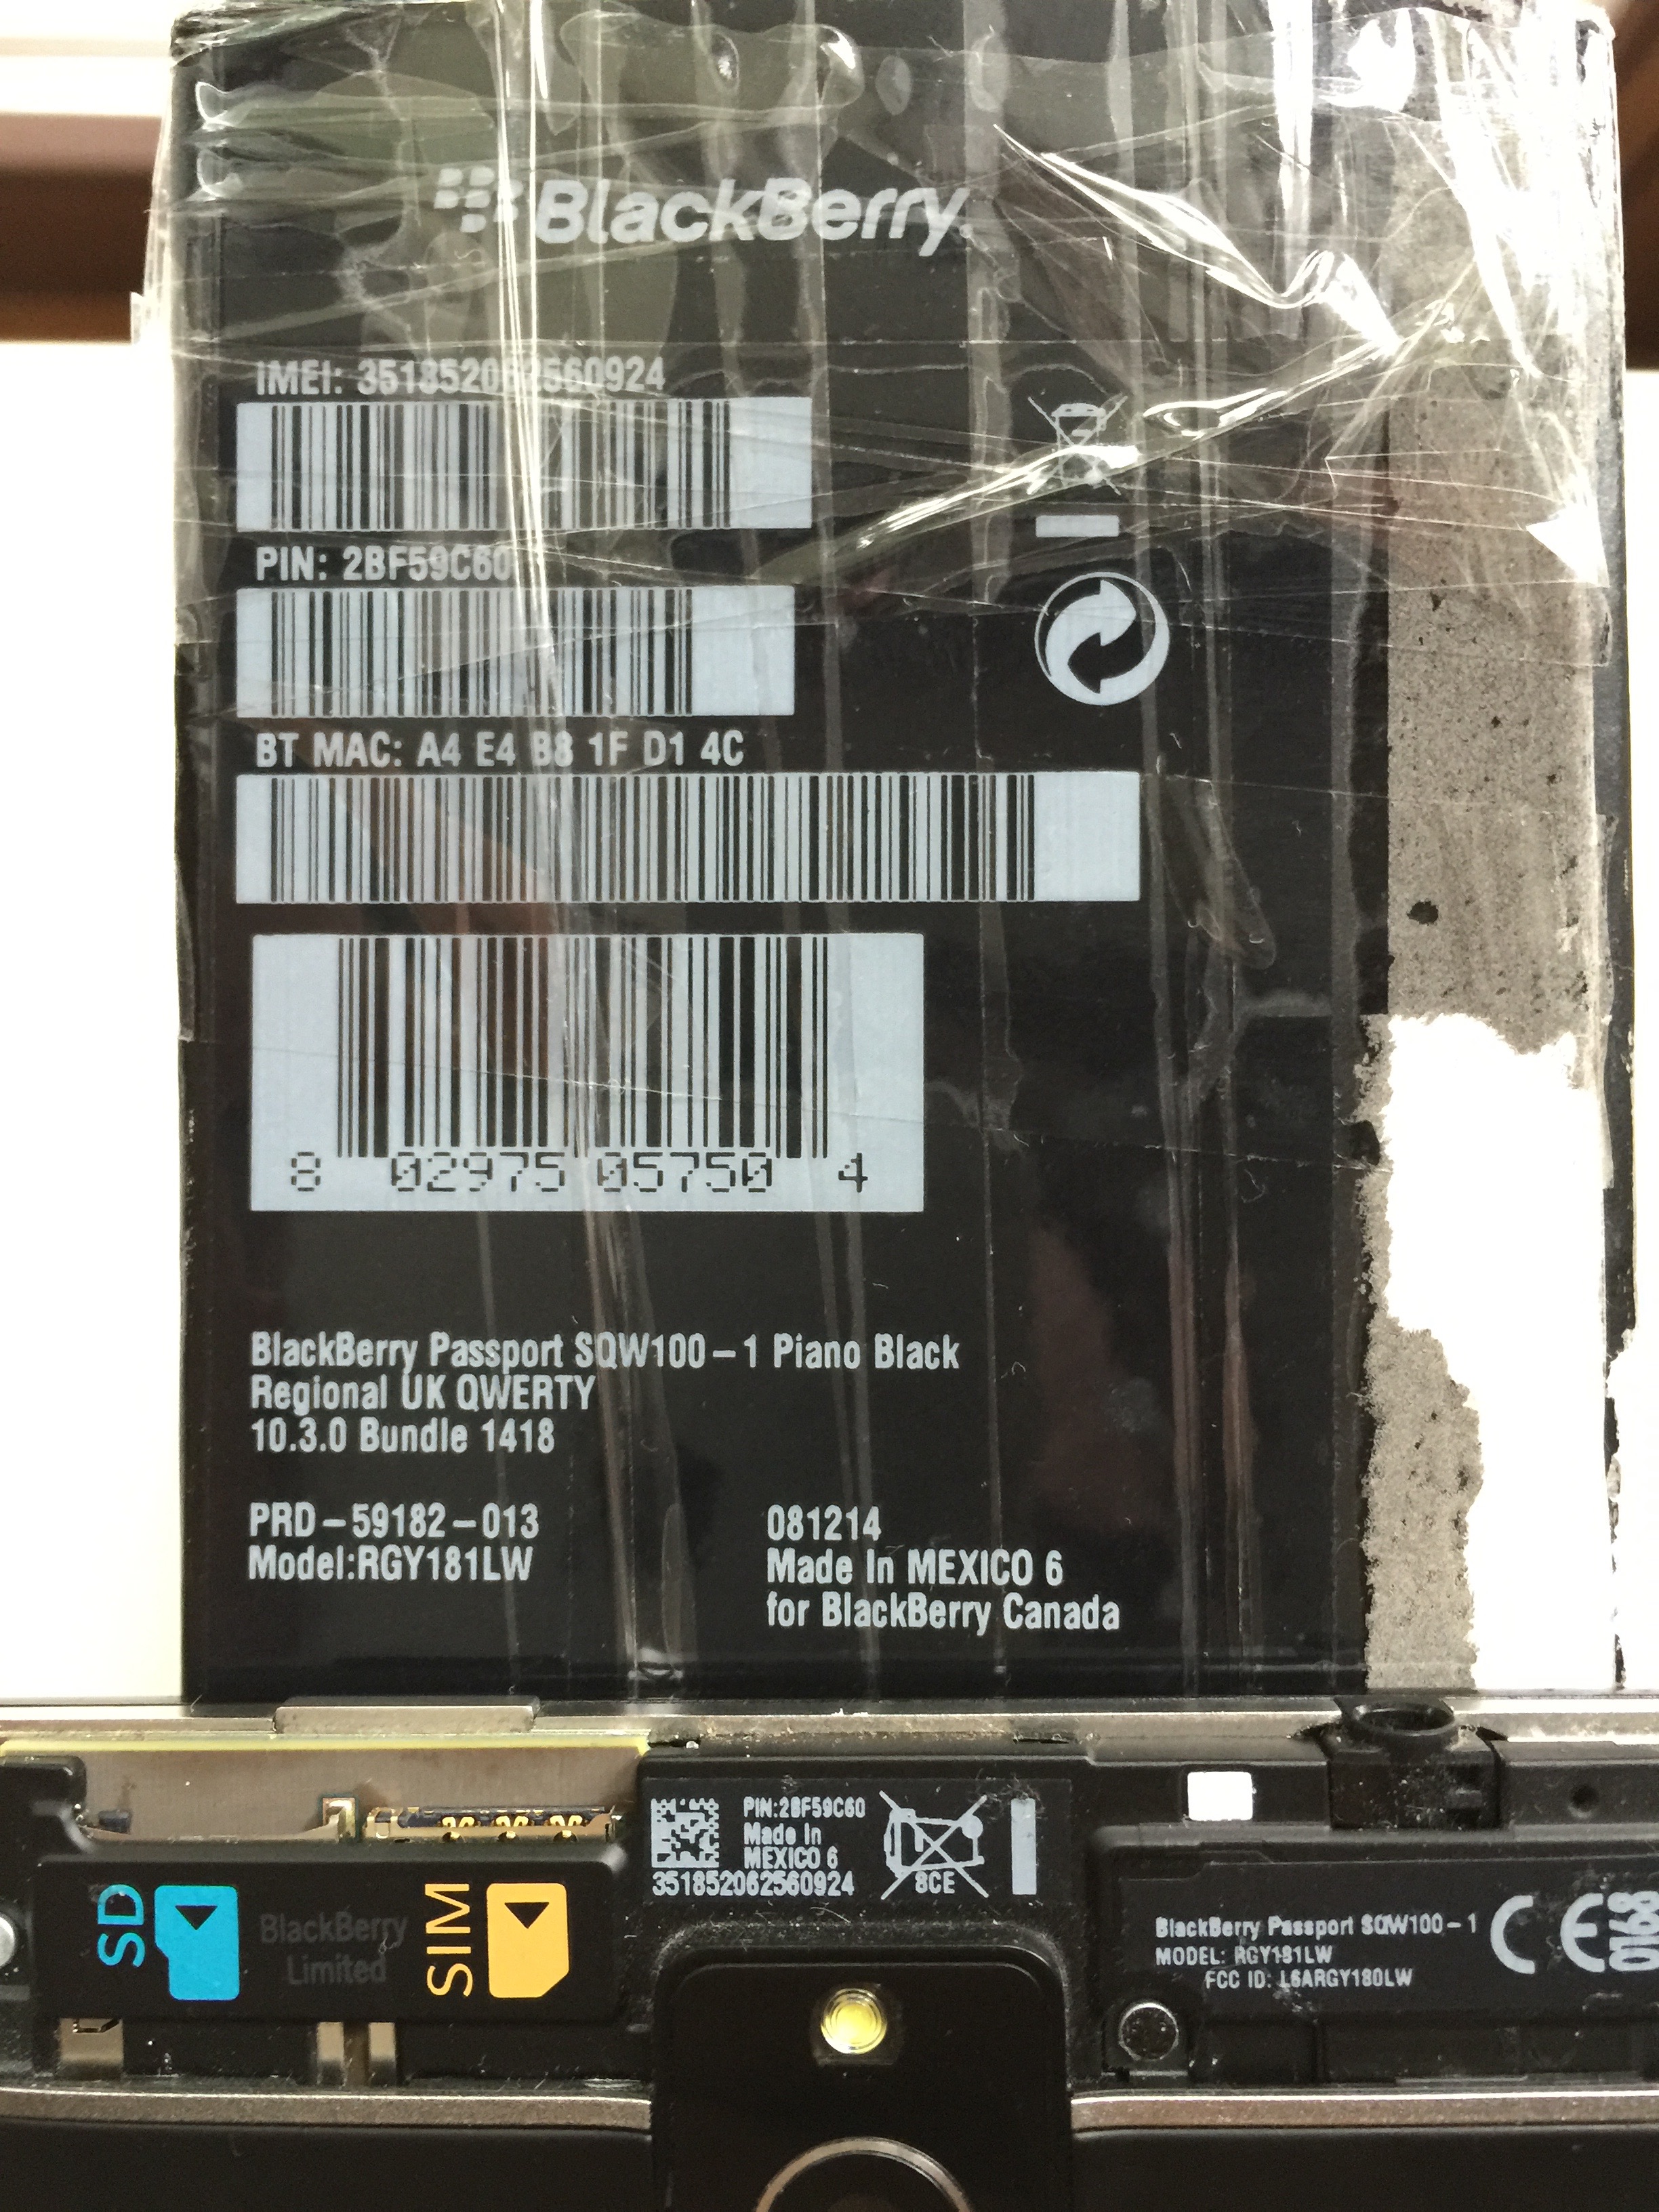 BlackBerry
IMEI: 351852062560924
PIN: 2BF59C60
BT MAC: A4 E4 B8 1F D1 4C
8 02975 05750 4
BlackBerry Passport SQW100-1 Piano Black
Regional UK QWERTY
10.3.0 Bundle 1418
PRD-59182-013
Model:RGY181LW
081214
Made In MEXICO 6
for BlackBerry Canada
SD
BlackBerry
Limited
SIM
PIN:2BF59C60
Made In
MEXICO 6
351852062560924
8CE
BlackBerry Passport SQW100-1
MODEL: RGY181LW
FCC ID: L6ARGY180LW
CE 0168